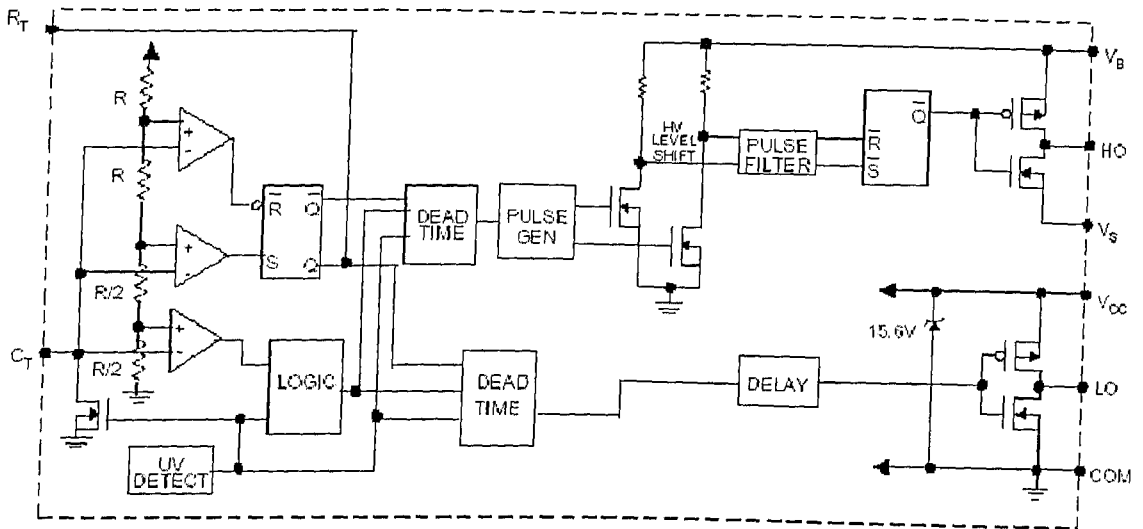 R_T
V_B
R
HV
LEVEL
SHIFT
PULSE
FILTER
R̅
S̅
Q̅
HO
R
+
-
R̅
Q̅
S
Q
DEAD
TIME
PULSE
GEN
V_S
R/2
+
-
V_CC
15.6V
C_T
R/2
+
-
LOGIC
DEAD
TIME
DELAY
LO
UV
DETECT
COM